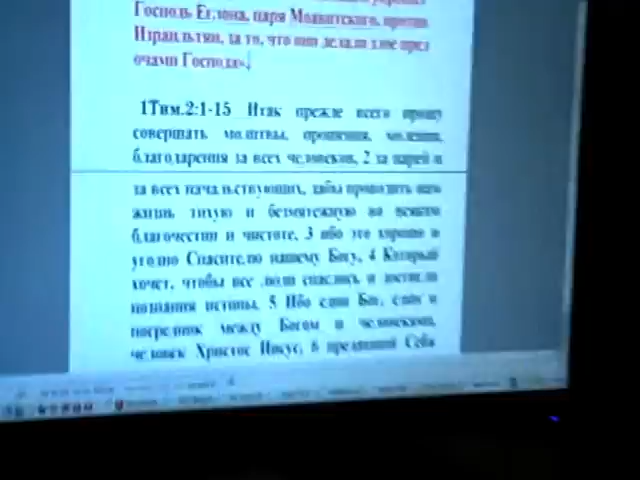 Господь Еглона, царя Моавитского, против
Израильтян, за то, что они делали злое пред
очами Господа».
1Тим.2:1-15 Итак прежде всего прошу
совершать молитвы, прошения, моления,
благодарения за всех человеков, 2 за царей и
за всех начальствующих, дабы проводить нам
жизнь тихую и безмятежную во всяком
благочестии и чистоте, 3 ибо это хорошо и
угодно Спасителю нашему Богу, 4 Который
хочет, чтобы все люди спаслись и достигли
познания истины. 5 Ибо един Бог, един и
посредник между Богом и человеками,
человек Христос Иисус, 6 предавший Себя